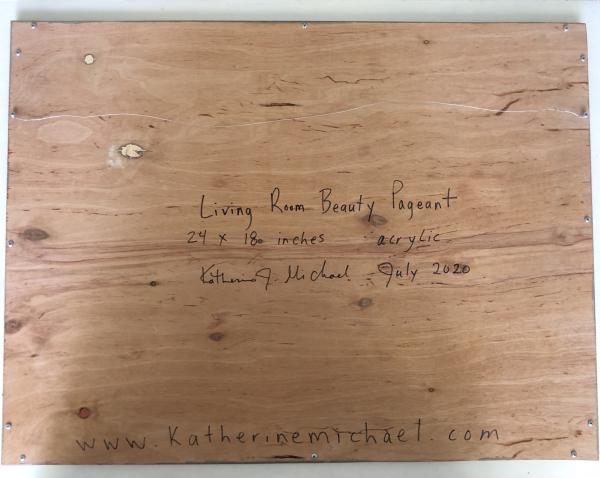 Living Room Beauty Pageant
24 x 18 inches acrylic
Katherine J. Michael July 2020
www.katherinemichael.com